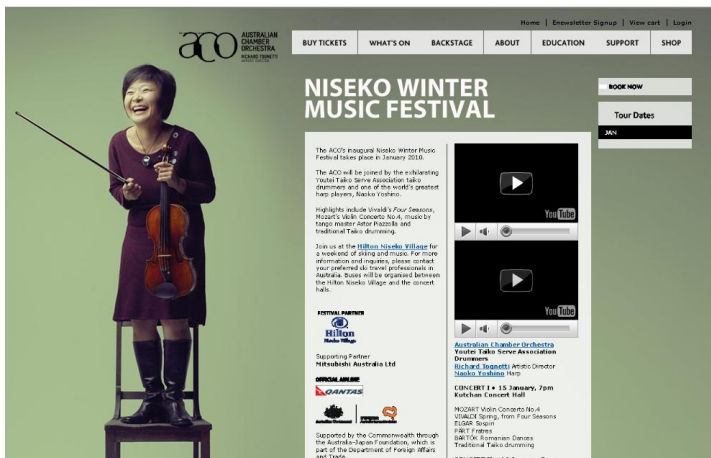 Home | Enewsletter Signup | View cart | Login
aco AUSTRALIAN
CHAMBER
ORCHESTRA
RICHARD TOGNETTI
BUY TICKETS WHAT'S ON BACKSTAGE ABOUT EDUCATION SUPPORT SHOP
NISEKO WINTER
MUSIC FESTIVAL
BOOK NOW
Tour Dates
JAN
The ACO's inaugural Niseko Winter Music
Festival takes place in January 2010.
The ACO will be joined by the exhilarating
Youtei Taiko Serve Association taiko
drummers and one of the world's greatest
harp players, Naoko Yoshino.
Highlights include Vivaldi's Four Seasons,
Mozart's Violin Concerto No.4, music by
tango master Astor Piazzolla and
traditional Taiko drumming.
Join us at the Hilton Niseko Village for
a weekend of skiing and music. For more
information and inquiries, please contact
your preferred ski travel professionals in
Australia. Buses will be organised between
the Hilton Niseko Village and the concert
halls.
FESTIVAL PARTNER
Hilton
Niseko Village
Supporting Partner
Mitsubishi Australia Ltd
OFFICIAL AIRLINE
QANTAS
Supported by the Commonwealth through
the Australia-Japan Foundation, which is
part of the Department of Foreign Affairs
and Trade
YouTube
YouTube
Australian Chamber Orchestra
Youtei Taiko Serve Association
Drummers
Richard Tognetti Artistic Director
Naoko Yoshino Harp
CONCERT I • 15 January, 7pm
Kutchan Concert Hall
MOZART Violin Concerto No.4
VIVALDI Spring, from Four Seasons
ELGAR Sospiri
PÄRT Fratres
BARTÓK Romanian Dances
Traditional Taiko drumming